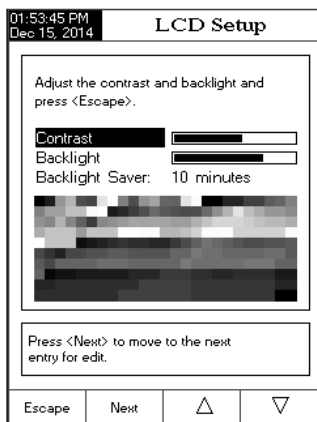 01:53:45 PM
Dec 15, 2014
LCD Setup
Adjust the contrast and backlight and
press <Escape>.
Contrast
Backlight
Backlight Saver: 10 minutes
Press <Next> to move to the next
entry for edit.
Escape Next